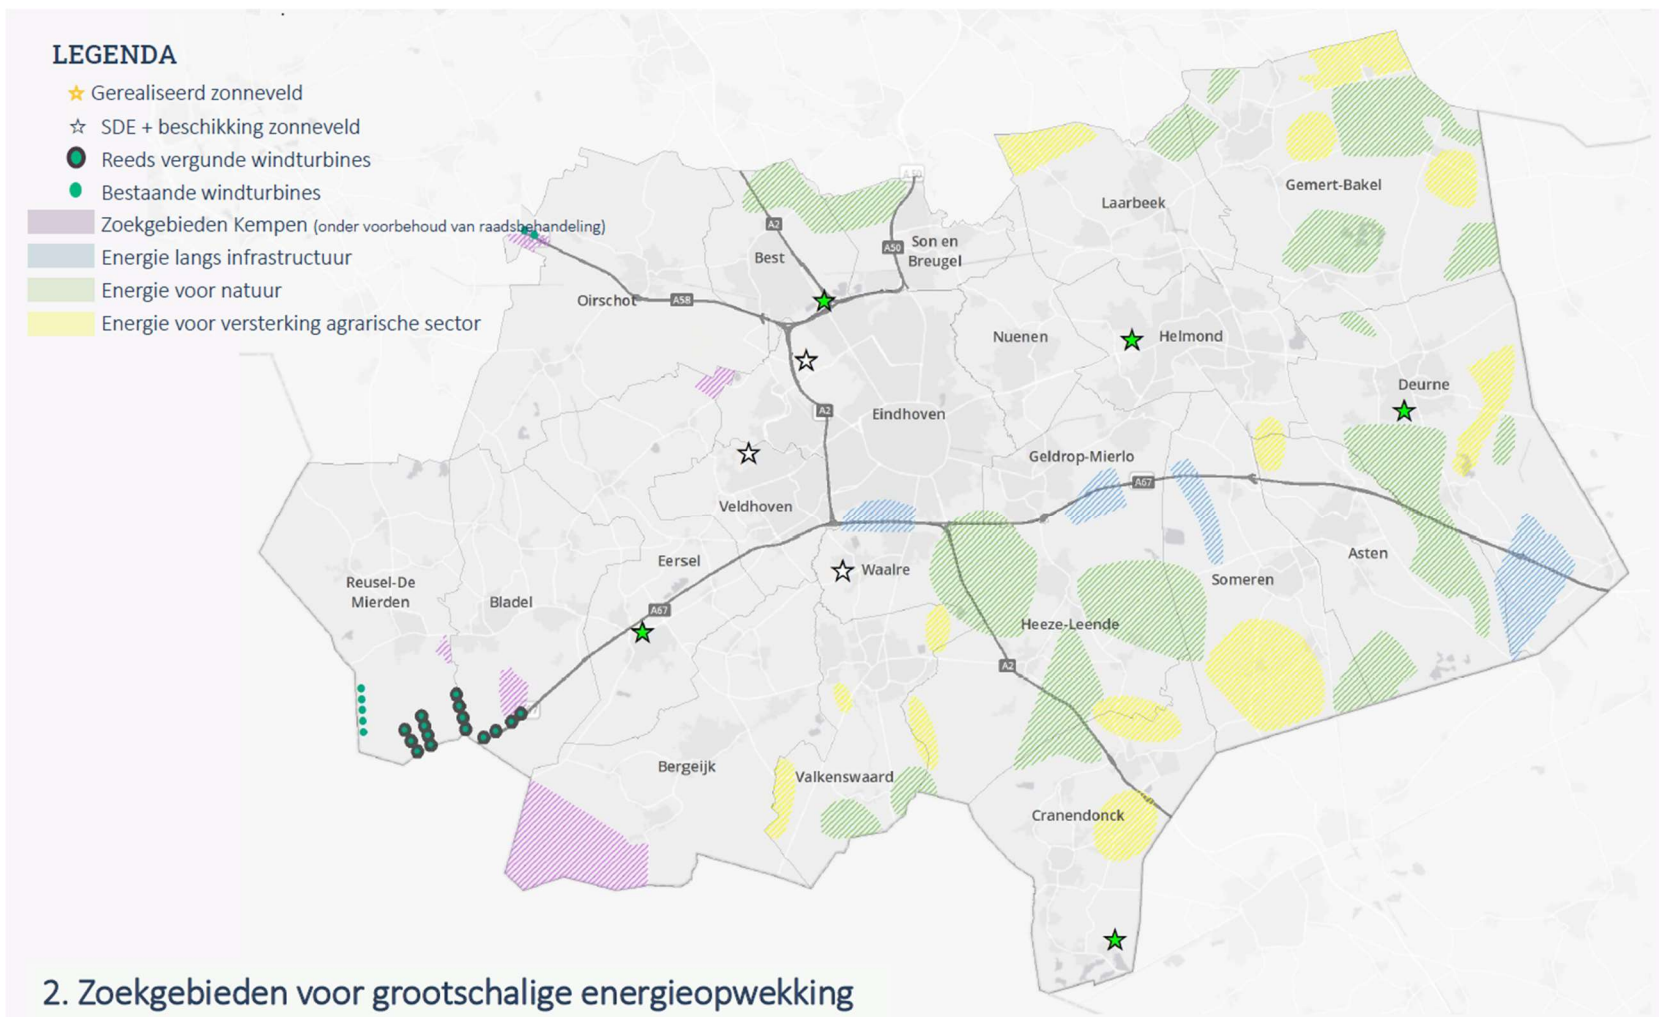 LEGENDA
Gerealiseerd zonneveld
SDE + beschikking zonneveld
Reeds vergunde windturbines
Bestaande windturbines
Zoekgebieden Kempen (onder voorbehoud van raadsbehandeling)
Energie langs infrastructuur
Energie voor natuur
Energie voor versterking agrarische sector
Gemert-Bakel
Laarbeek
A2
A50
Son en
Breugel
Best
Oirschot
A58
Nuenen
Helmond
Deurne
A2
Eindhoven
Geldrop-Mierlo
A67
Veldhoven
Asten
Eersel
Waalre
Someren
Reusel-De
Mierden
Bladel
A67
Heeze-Leende
A2
Bergeijk
Valkenswaard
Cranendonck
2. Zoekgebieden voor grootschalige energieopwekking